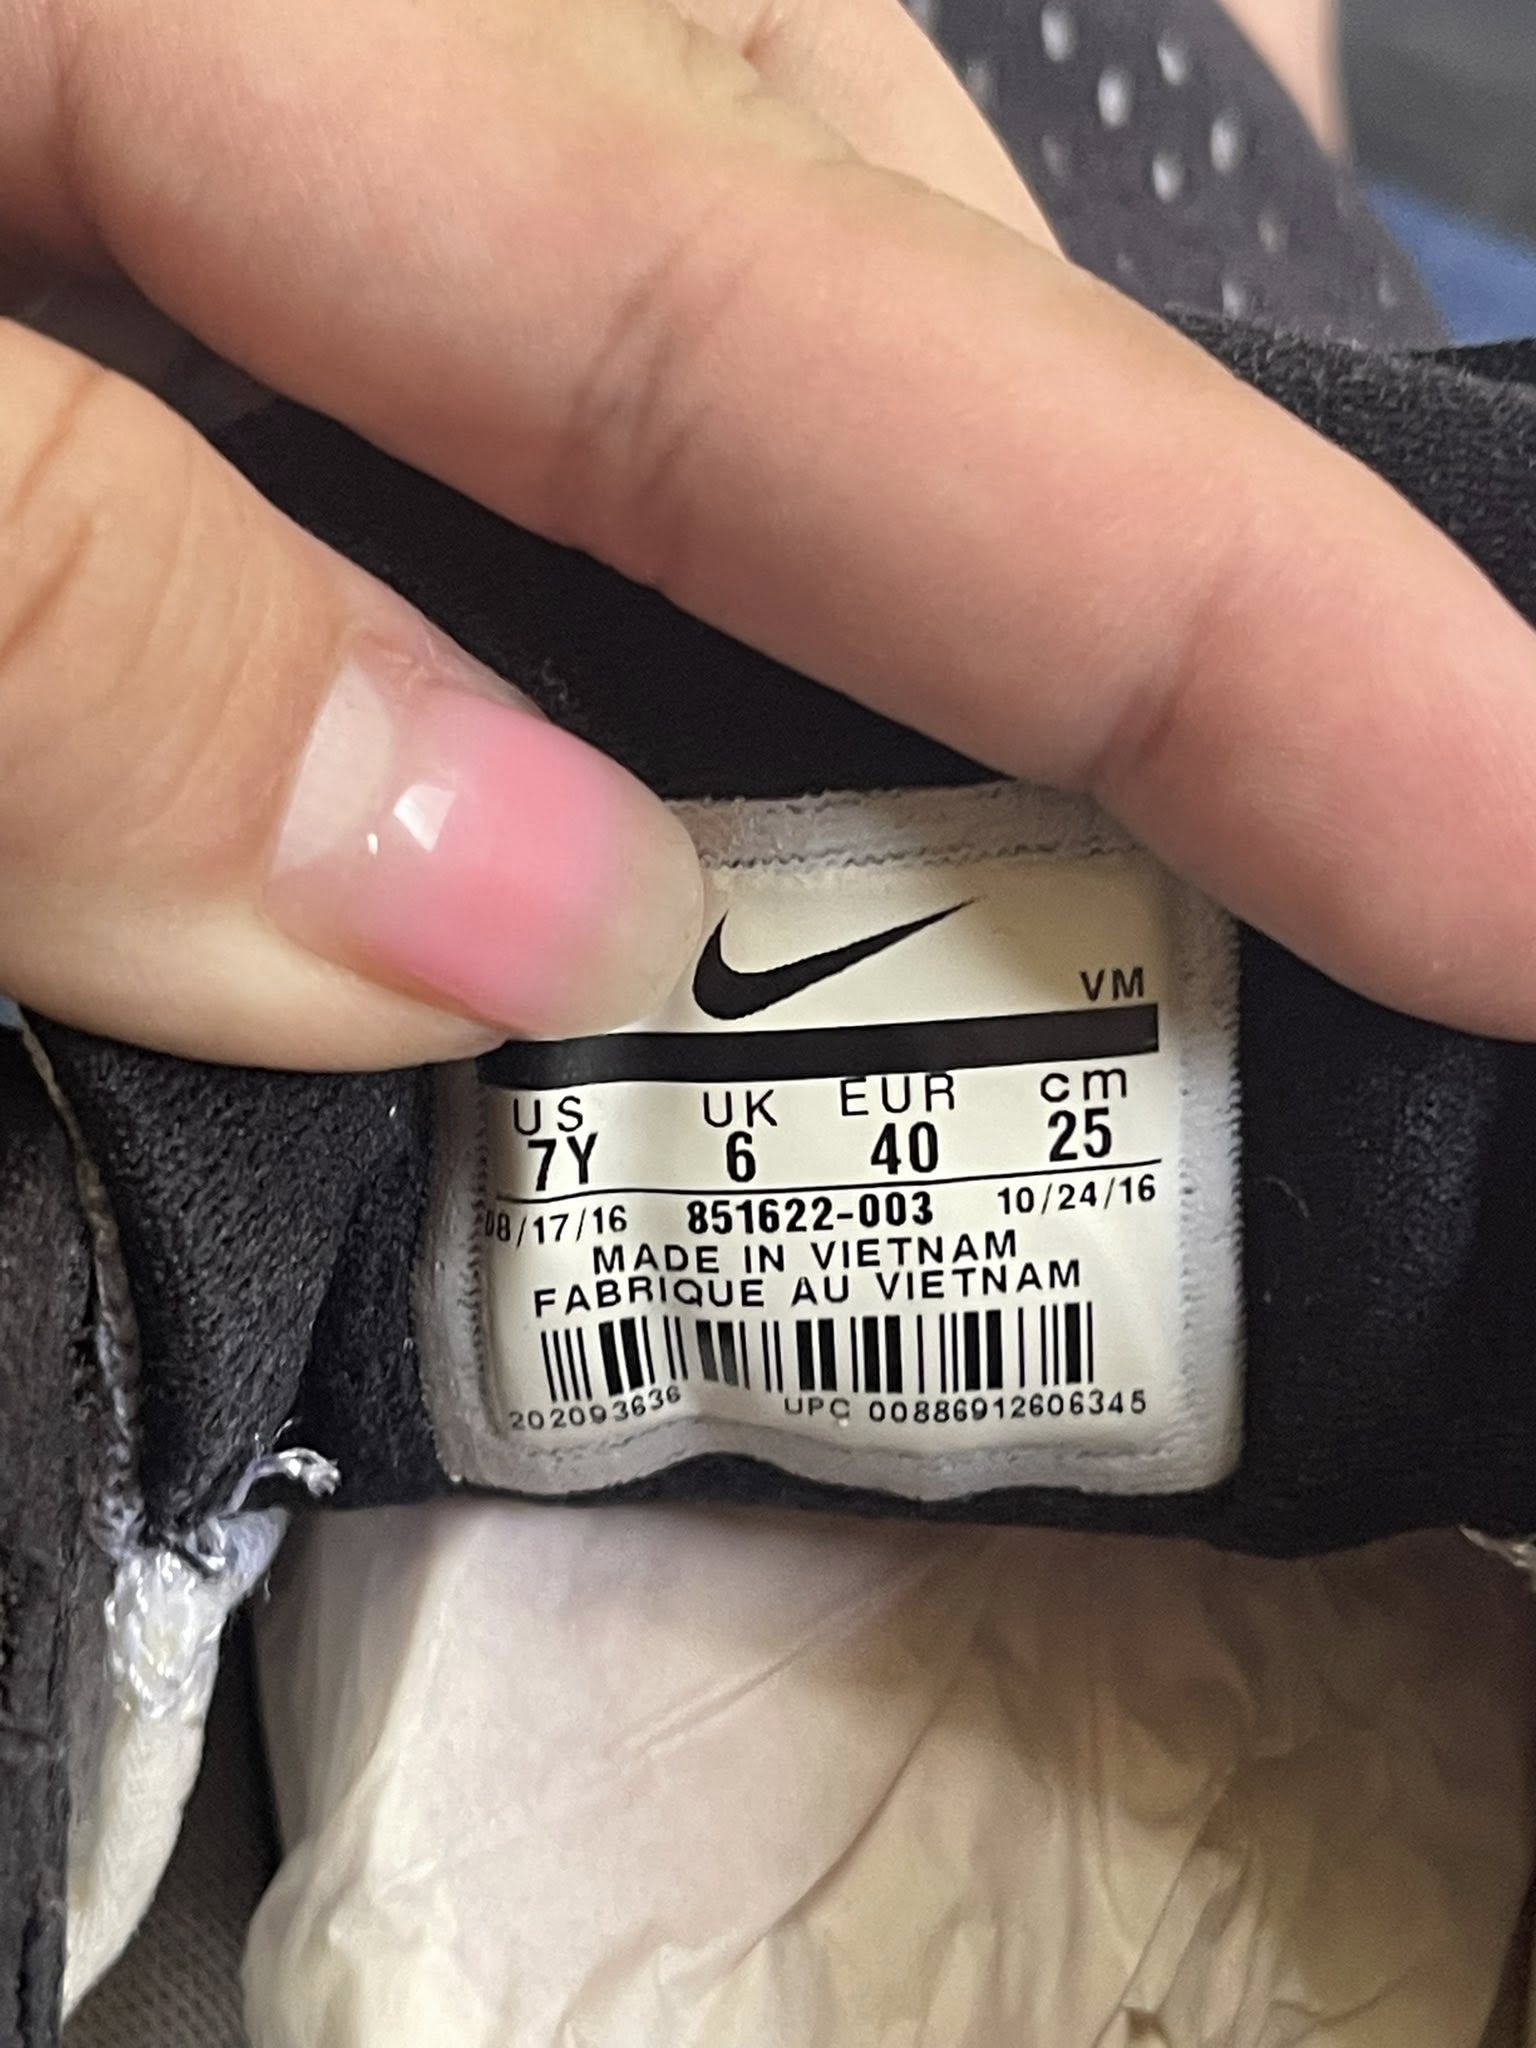 VM
US UK EUR cm
7Y 6 40 25
08/17/16 851622-003 10/24/16
MADE IN VIETNAM
FABRIQUE AU VIETNAM
202093636 UPC 00886912606345